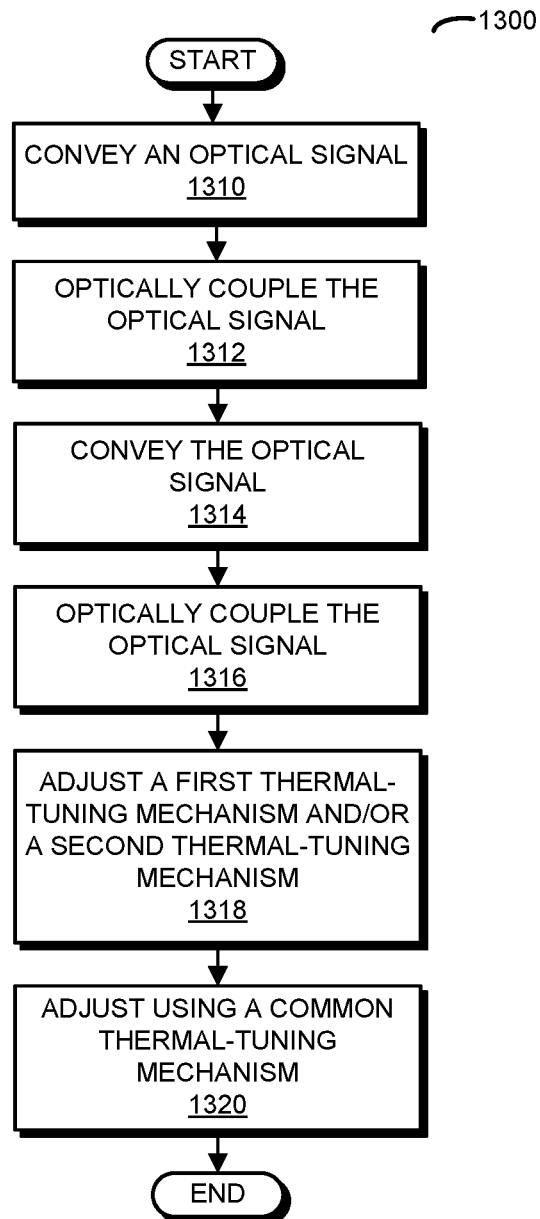 1300
START
CONVEY AN OPTICAL SIGNAL
1310
OPTICALLY COUPLE THE
OPTICAL SIGNAL
1312
CONVEY THE OPTICAL
SIGNAL
1314
OPTICALLY COUPLE THE
OPTICAL SIGNAL
1316
ADJUST A FIRST THERMAL-
TUNING MECHANISM AND/OR
A SECOND THERMAL-TUNING
MECHANISM
1318
ADJUST USING A COMMON
THERMAL-TUNING
MECHANISM
1320
END